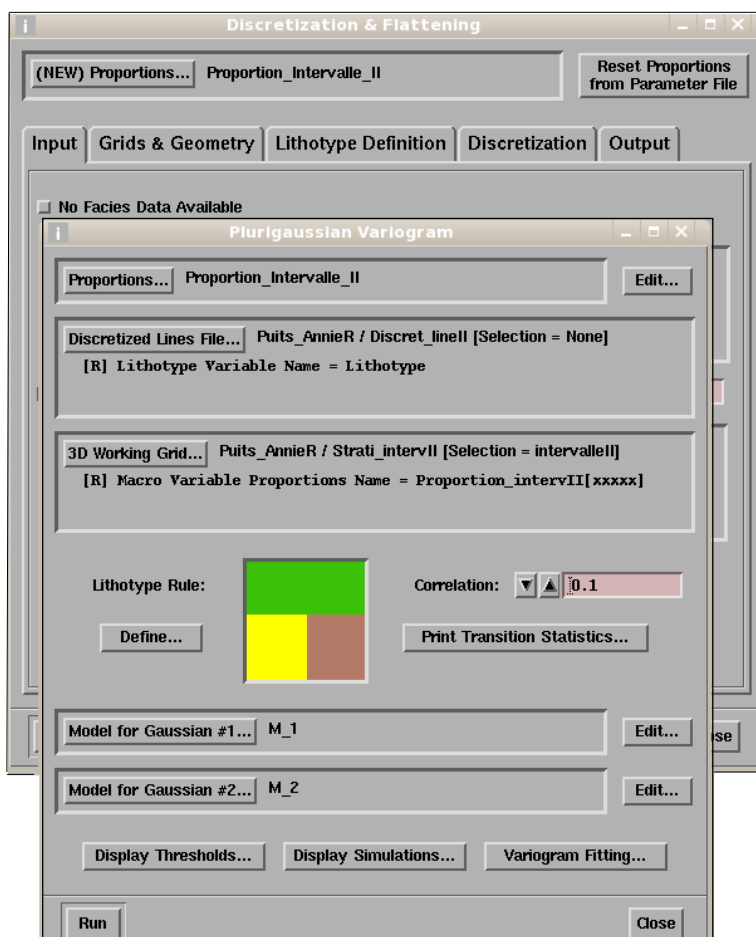 Discretization & Flattening
(NEW) Proportions... Proportion_Intervalle_II
Reset Proportions
from Parameter File
Input Grids & Geometry Lithotype Definition Discretization Output
No Facies Data Available
Plurigaussian Variogram
Proportions... Proportion_Intervalle_II Edit...
Discretized Lines File... Puits_AnnieR / Discret_lineII [Selection = None]
[R] Lithotype Variable Name = Lithotype
3D Working Grid... Puits_AnnieR / Strati_intervII [Selection = intervalleII]
[R] Macro Variable Proportions Name = Proportion_intervII[xxxxx]
Lithotype Rule: Correlation: 0.1
Define... Print Transition Statistics...
Model for Gaussian #1... M_1 Edit...
se
Model for Gaussian #2... M_2 Edit...
Display Thresholds... Display Simulations... Variogram Fitting...
Run Close